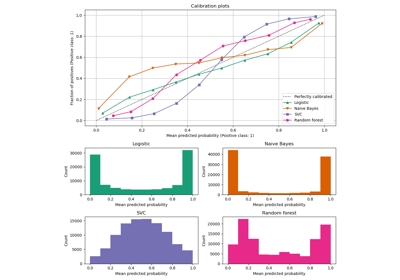 Calibration plots
Fraction of positives (Positive class: 1)
1.0
0.8
0.6
0.4
0.2
0.0
0.0 0.2 0.4 0.6 0.8 1.0
Mean predicted probability (Positive class: 1)
Perfectly calibrated
Logistic
Naive Bayes
SVC
Random forest
Logistic
Count
30000
20000
10000
0
0.0 0.2 0.4 0.6 0.8 1.0
Mean predicted probability
Naive Bayes
Count
40000
30000
20000
10000
0
0.0 0.2 0.4 0.6 0.8 1.0
Mean predicted probability
SVC
Count
15000
10000
5000
0
0.0 0.2 0.4 0.6 0.8 1.0
Mean predicted probability
Random forest
Count
20000
15000
10000
5000
0
0.0 0.2 0.4 0.6 0.8 1.0
Mean predicted probability